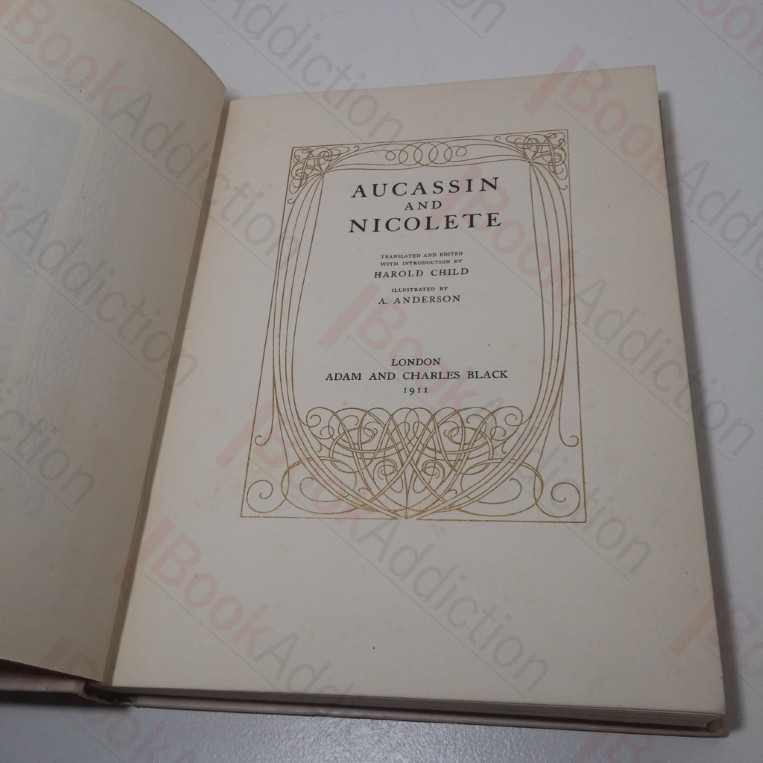 AUCASSIN
AND
NICOLETE
TRANSLATED AND EDITED
WITH INTRODUCTION BY
HAROLD CHILD
ILLUSTRATED BY
A. ANDERSON
LONDON
ADAM AND CHARLES BLACK
1911
BookAddiction